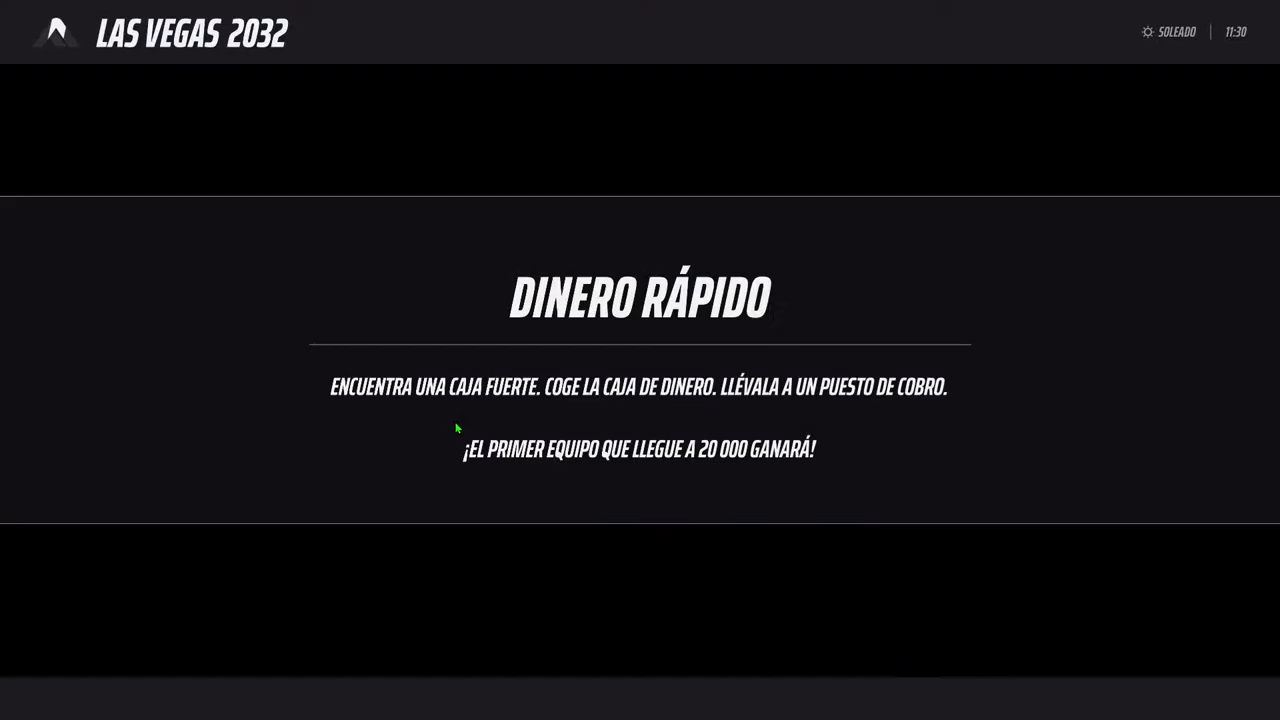 LAS VEGAS 2032
SOLEADO | 11:30
DINERO RÁPIDO
ENCUENTRA UNA CAJA FUERTE. COGE LA CAJA DE DINERO. LLÉVALA A UN PUESTO DE COBRO.
¡EL PRIMER EQUIPO QUE LLEGUE A 20 000 GANARÁ!